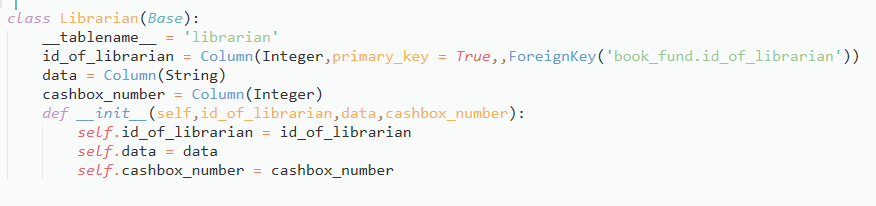 class Librarian(Base):
    __tablename__ = 'librarian'
    id_of_librarian = Column(Integer,primary_key = True,,ForeignKey('book_fund.id_of_librarian'))
    data = Column(String)
    cashbox_number = Column(Integer)
    def __init__(self,id_of_librarian,data,cashbox_number):
        self.id_of_librarian = id_of_librarian
        self.data = data
        self.cashbox_number = cashbox_number